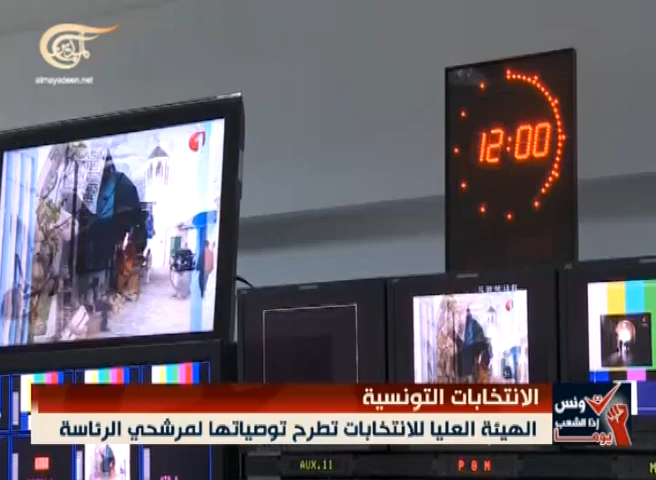 الميادين
almayadeen.net
12:00
الانتخابات التونسية
الهيئة العليا للانتخابات تطرح توصياتها لمرشحي الرئاسة
تونس
إذا الشعب
يوما
AUX.11
P G M